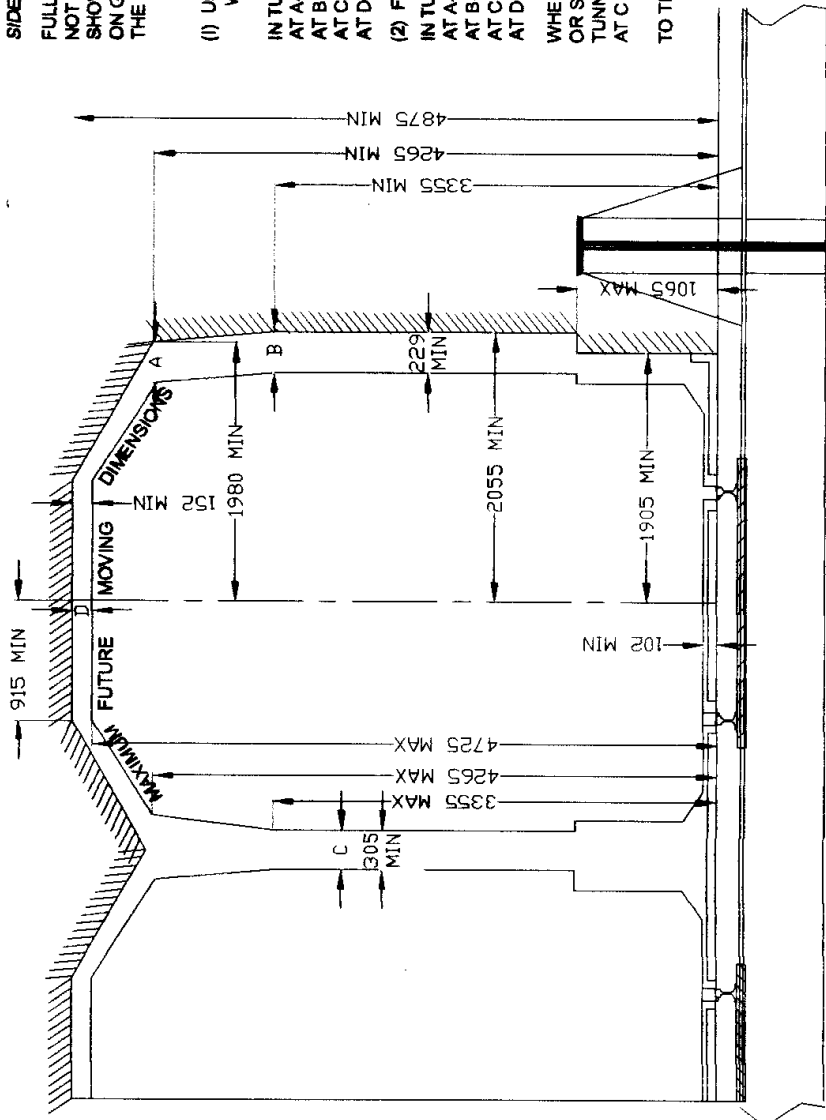 SIDE
FULL
NOT
SHO
ON G
THE
(1) U
IN TU
AT A-
AT B
AT C
AT D
(2) F
IN TU
AT A-
AT B
AT C
AT D
WHE
OR S
TUNN
AT C
TO TH
915 MIN
D
MAXIMUM FUTURE MOVING DIMENSIONS
152 MIN
A
B
1980 MIN
229
MIN
2055 MIN
1905 MIN
102 MIN
4725 MAX
4265 MAX
3355 MAX
C
305
MIN
4875 MIN
4265 MIN
3355 MIN
1065 MAX